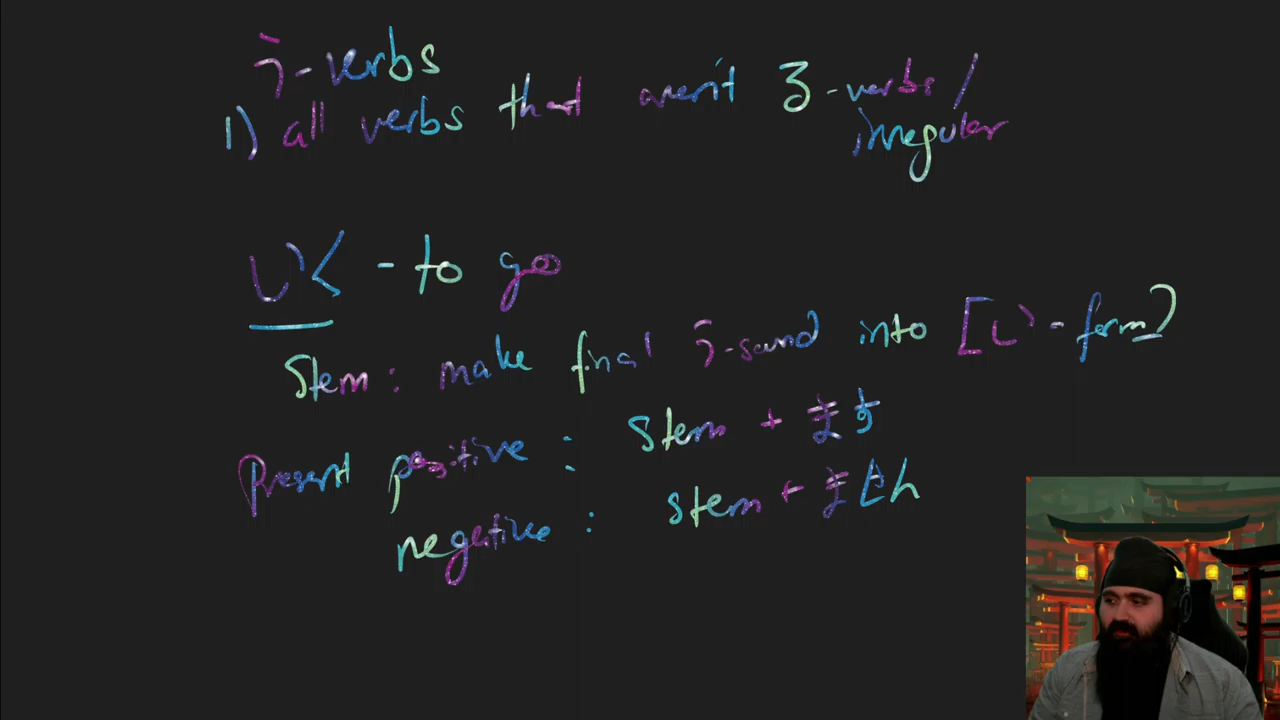 う-verbs
1) all verbs that aren't る-verbs/
irregular
いく - to go
Stem: make final う-sound into [い-form]
Present positive: Stem + ます
negative: stem + ません